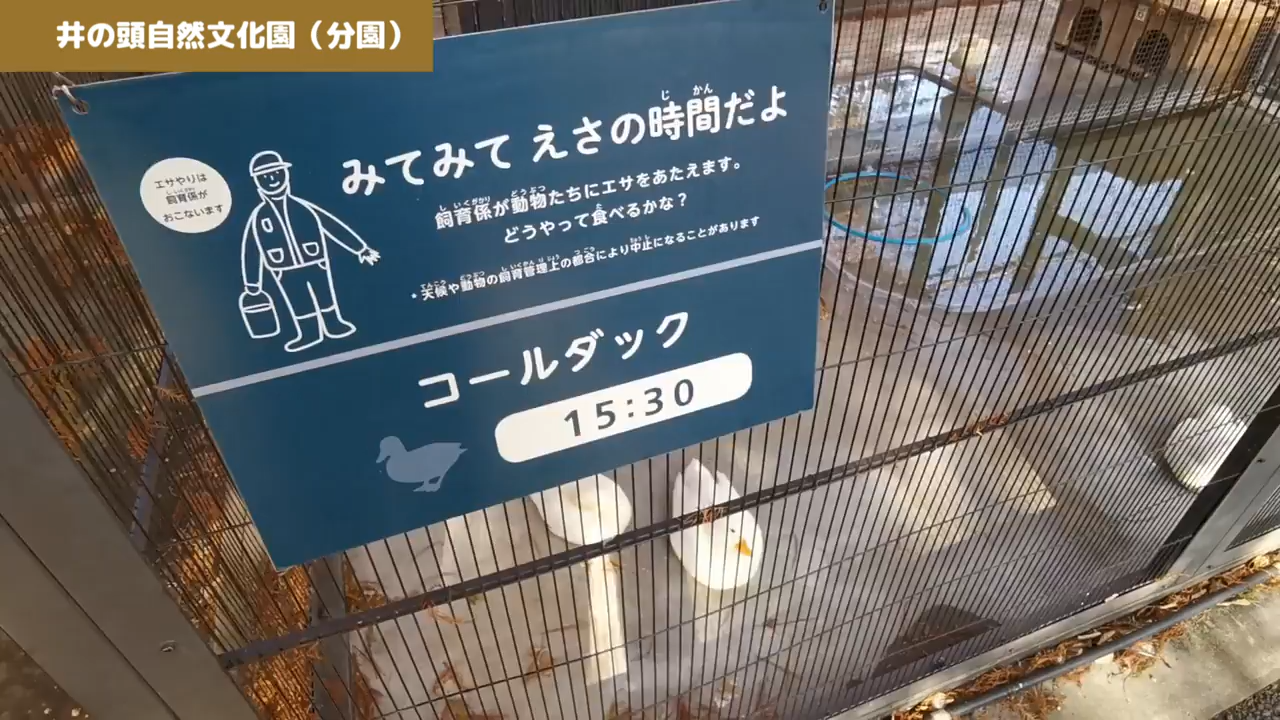 井の頭自然文化園（分園）
みてみて えさの時間だよ
エサやりは
飼育係が
おこないます
飼育係が動物たちにエサをあたえます。
どうやって食べるかな？
*天候や動物の飼育管理上の都合により中止になることがあります
コールダック
15:30